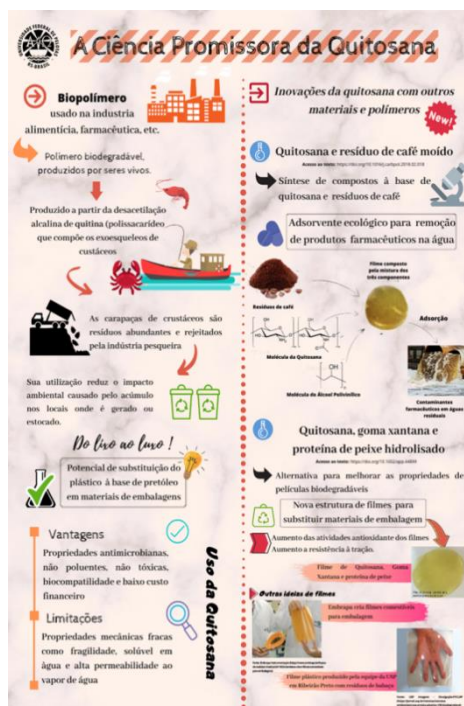 A Ciência Promissora da Quitosana
Biopolímero
usado na industria
alimentícia, farmacêutica, etc.
Polímero biodegradável,
produzidos por seres vivos.
Produzido a partir da desacetilação
alcalina de quitina (polissacarídeo
que compõe os exoesqueletos de
custáceos
As carapaças de crustáceos são
resíduos abundantes e rejeitados
pela indústria pesqueira
Sua utilização reduz o impacto
ambiental causado pelo acúmulo
nos locais onde é gerado ou
estocado.
Do lixo ao luxo !
Potencial de substituição do
plástico à base de pretóleo
em materiais de embalagens
Vantagens
Propriedades antimicrobianas,
não poluentes, não tóxicas,
biocompatibilidade e baixo custo
financeiro
Limitações
Propriedades mecânicas fracas
como fragilidade, solúvel em
água e alta permeabilidade ao
vapor de água
Uso da Quitosana
Inovações da quitosana com outros
materiais e polímeros
New!
Quitosana e resíduo de café moído
Síntese de compostos à base de
quitosana e resíduos de café
Adsorvente ecológico para remoção
de produtos farmacêuticos na água
Filme composto
pela mistura dos
três componentes
Resíduos de café
Adsorção
Molécula da Quitosana
Molécula do Álcool Polivinílico
Contaminantes
farmacêuticos em águas
residuais
Quitosana, goma xantana e
proteína de peixe hidrolisado
Alternativa para melhorar as propriedades de
películas biodegradáveis
Nova estrutura de filmes para
substituir materiais de embalagem
Aumento das atividades antioxidante dos filmes
Aumento a resistência à tração.
Filme de Quitosana, Goma
Xantana e proteína de peixe
Outras ideias de filmes
Embrapa cria filmes comestíveis
para embalagem
Filme plástico produzido pela equipe da USP
em Ribeirão Preto com resíduos de babaçu